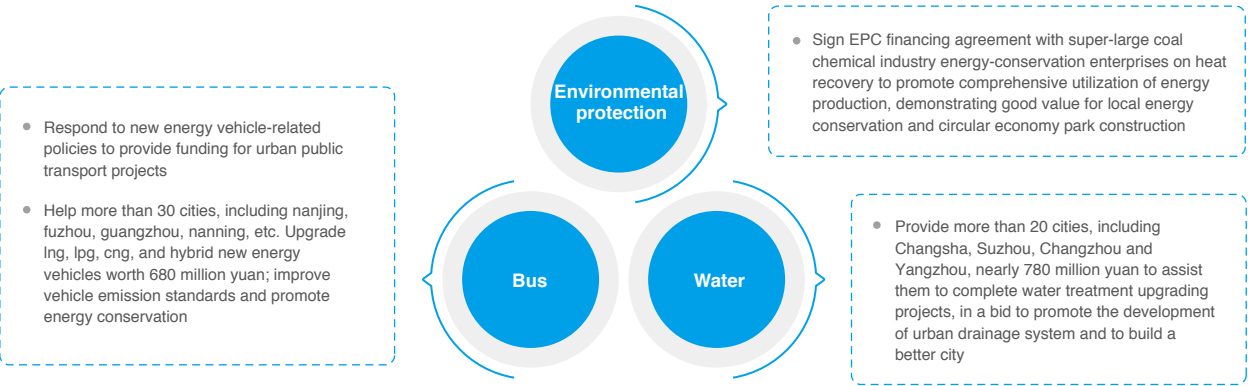 Environmental
protection
Sign EPC financing agreement with super-large coal
chemical industry energy-conservation enterprises on heat
recovery to promote comprehensive utilization of energy
production, demonstrating good value for local energy
conservation and circular economy park construction
Respond to new energy vehicle-related
policies to provide funding for urban public
transport projects
Help more than 30 cities, including nanjing,
fuzhou, guangzhou, nanning, etc. Upgrade
lng, lpg, cng, and hybrid new energy
vehicles worth 680 million yuan; improve
vehicle emission standards and promote
energy conservation
Bus
Water
Provide more than 20 cities, including
Changsha, Suzhou, Changzhou and
Yangzhou, nearly 780 million yuan to assist
them to complete water treatment upgrading
projects, in a bid to promote the development
of urban drainage system and to build a
better city